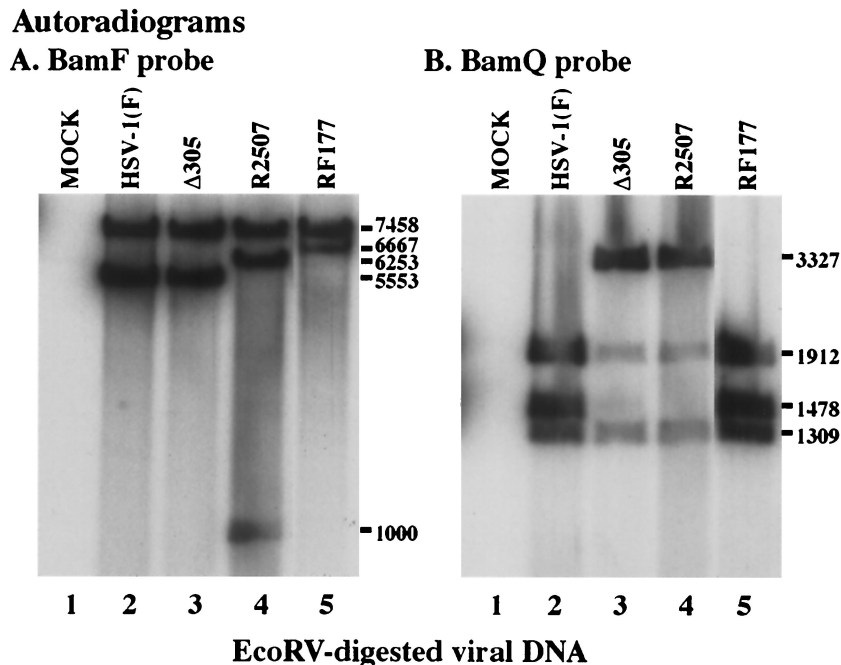 Autoradiograms
A. BamF probe
B. BamQ probe
MOCK
HSV-1(F)
Δ305
R2507
RF177
MOCK
HSV-1(F)
Δ305
R2507
RF177
7458
6667
6253
5553
1000
3327
1912
1478
1309
1 2 3 4 5
1 2 3 4 5
EcoRV-digested viral DNA